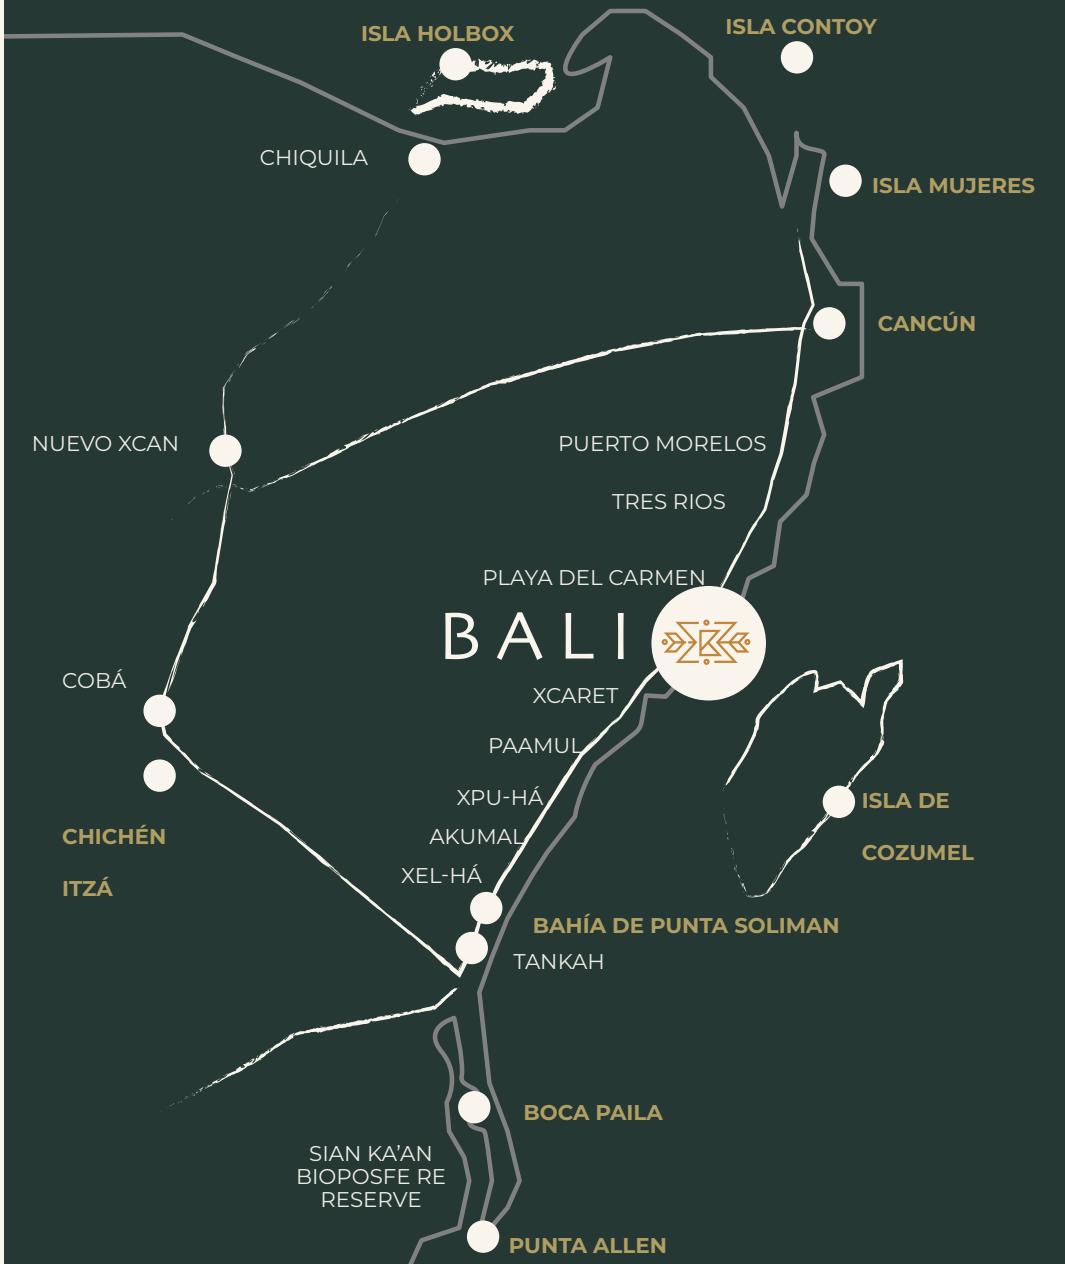 ISLA CONTOY
ISLA HOLBOX
CHIQUILA
ISLA MUJERES
CANCÚN
NUEVO XCAN
PUERTO MORELOS
TRES RIOS
PLAYA DEL CARMEN
BALI
COBÁ
XCARET
PAAMUL
XPU-HÁ
ISLA DE
COZUMEL
CHICHÉN
ITZÁ
AKUMAL
XEL-HÁ
BAHÍA DE PUNTA SOLIMAN
TANKAH
BOCA PAILA
SIAN KA’AN
BIOPOSFE RE
RESERVE
PUNTA ALLEN